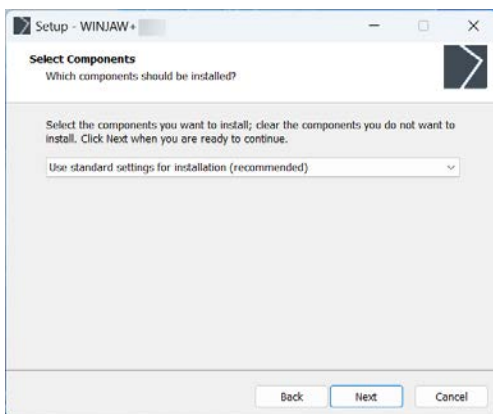 Setup - WINJAW+
Select Components
Which components should be installed?
Select the components you want to install; clear the components you do not want to
install. Click Next when you are ready to continue.
Use standard settings for installation (recommended)
Back Next Cancel